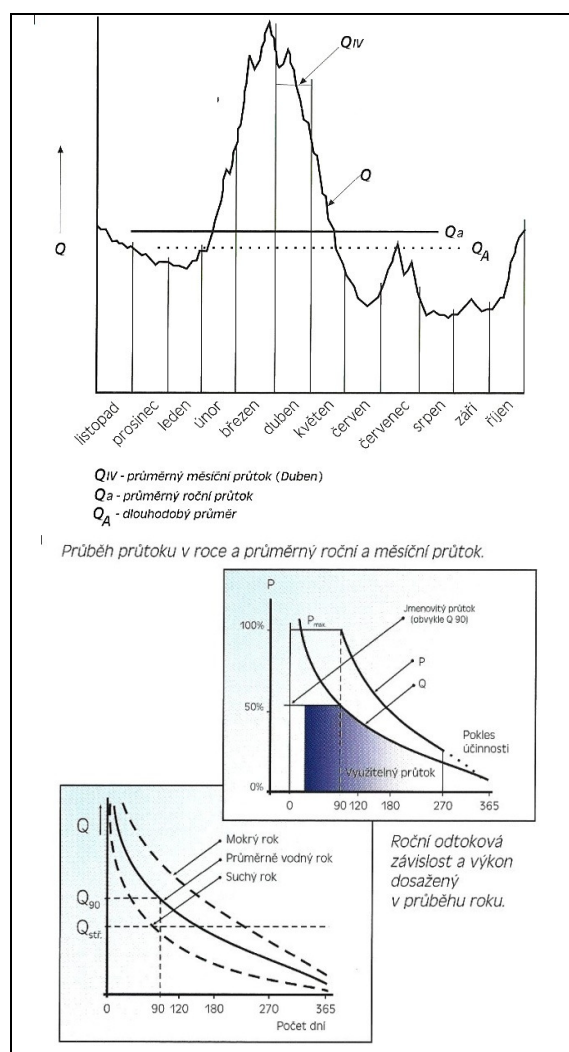 QIV
Q
Q
Qa
QA
listopad
prosinec
leden
únor
březen
duben
květen
červen
červenec
srpen
září
říjen
QIV - průměrný měsíční průtok (Duben)
Qa - průměrný roční průtok
QA - dlouhodobý průměr
Průběh průtoku v roce a průměrný roční a měsíční průtok.
P
Jmenovitý průtok
(obvykle Q 90)
100%
Pmax.
P
Q
50%
Pokles
účinnosti
Využitelný průtok
0%
0
90
120
180
270
365
Roční odtoková
závislost a výkon
dosažený
v průběhu roku.
Q
Mokrý rok
Průměrně vodný rok
Suchý rok
Q90
Qstř.
0
90
120
180
270
365
Počet dní